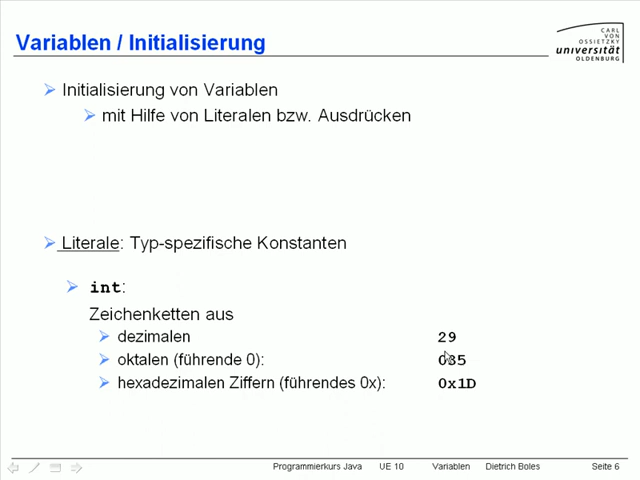 Variablen / Initialisierung
CARL
VON
OSSIETZKY
universität
OLDENBURG
Initialisierung von Variablen
mit Hilfe von Literalen bzw. Ausdrücken
Literale: Typ-spezifische Konstanten
int:
Zeichenketten aus
dezimalen 29
oktalen (führende 0): 035
hexadezimalen Ziffern (führendes 0x): 0x1D
Programmierkurs Java UE 10 Variablen Dietrich Boles Seite 6